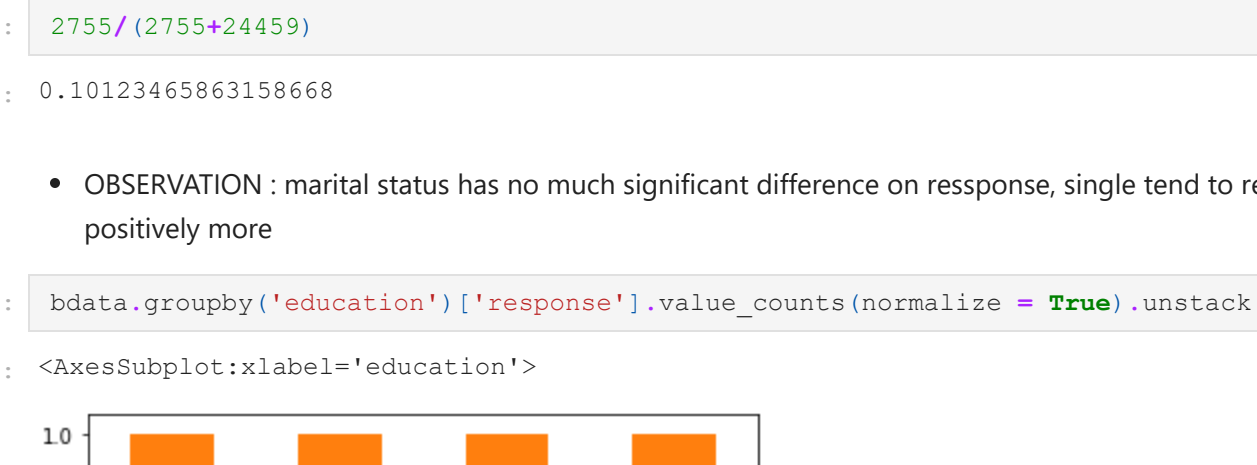 : 2755/(2755+24459)
: 0.10123465863158668
• OBSERVATION : marital status has no much significant difference on ressponse, single tend to
positively more
: bdata.groupby('education')['response'].value_counts(normalize = True).unstack
: <AxesSubplot:xlabel='education'>
1.0